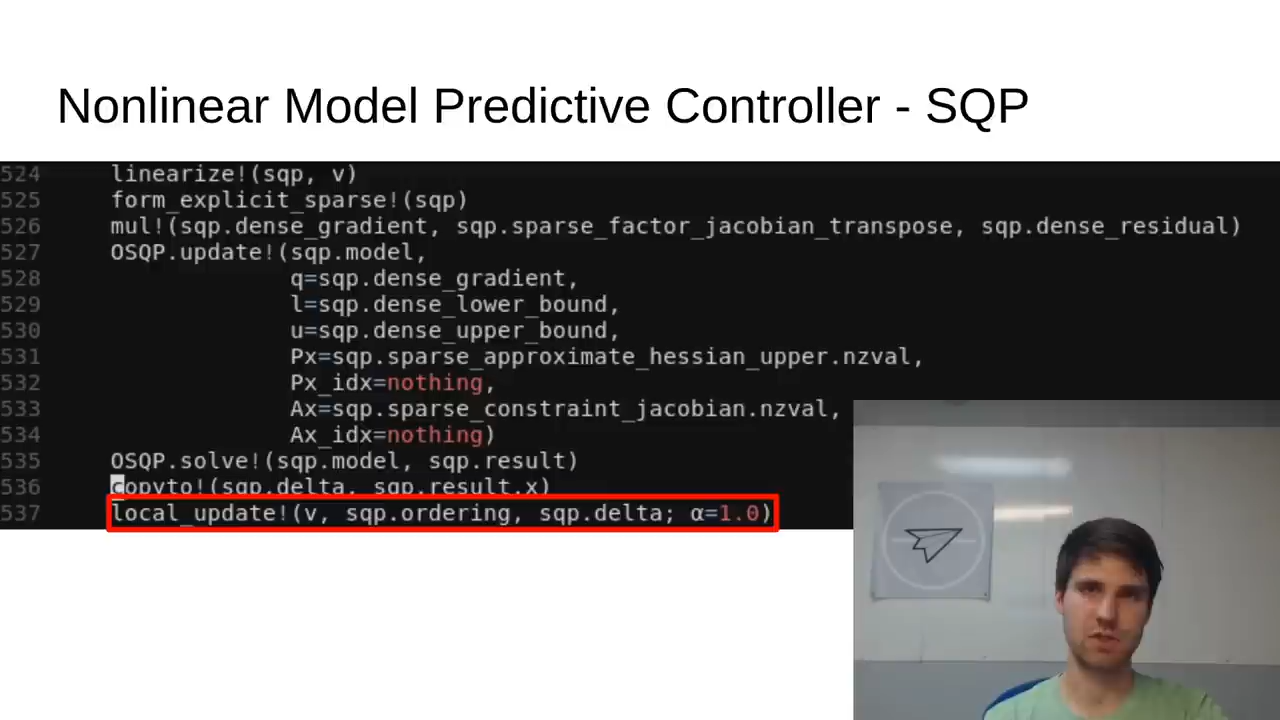 Nonlinear Model Predictive Controller - SQP
524 linearize!(sqp, v)
525 form_explicit_sparse!(sqp)
526 mul!(sqp.dense_gradient, sqp.sparse_factor_jacobian_transpose, sqp.dense_residual)
527 OSQP.update!(sqp.model,
528 q=sqp.dense_gradient,
529 l=sqp.dense_lower_bound,
530 u=sqp.dense_upper_bound,
531 Px=sqp.sparse_approximate_hessian_upper.nzval,
532 Px_idx=nothing,
533 Ax=sqp.sparse_constraint_jacobian.nzval,
534 Ax_idx=nothing)
535 OSQP.solve!(sqp.model, sqp.result)
536 copyto!(sqp.delta, sqp.result.x)
537 local_update!(v, sqp.ordering, sqp.delta; α=1.0)